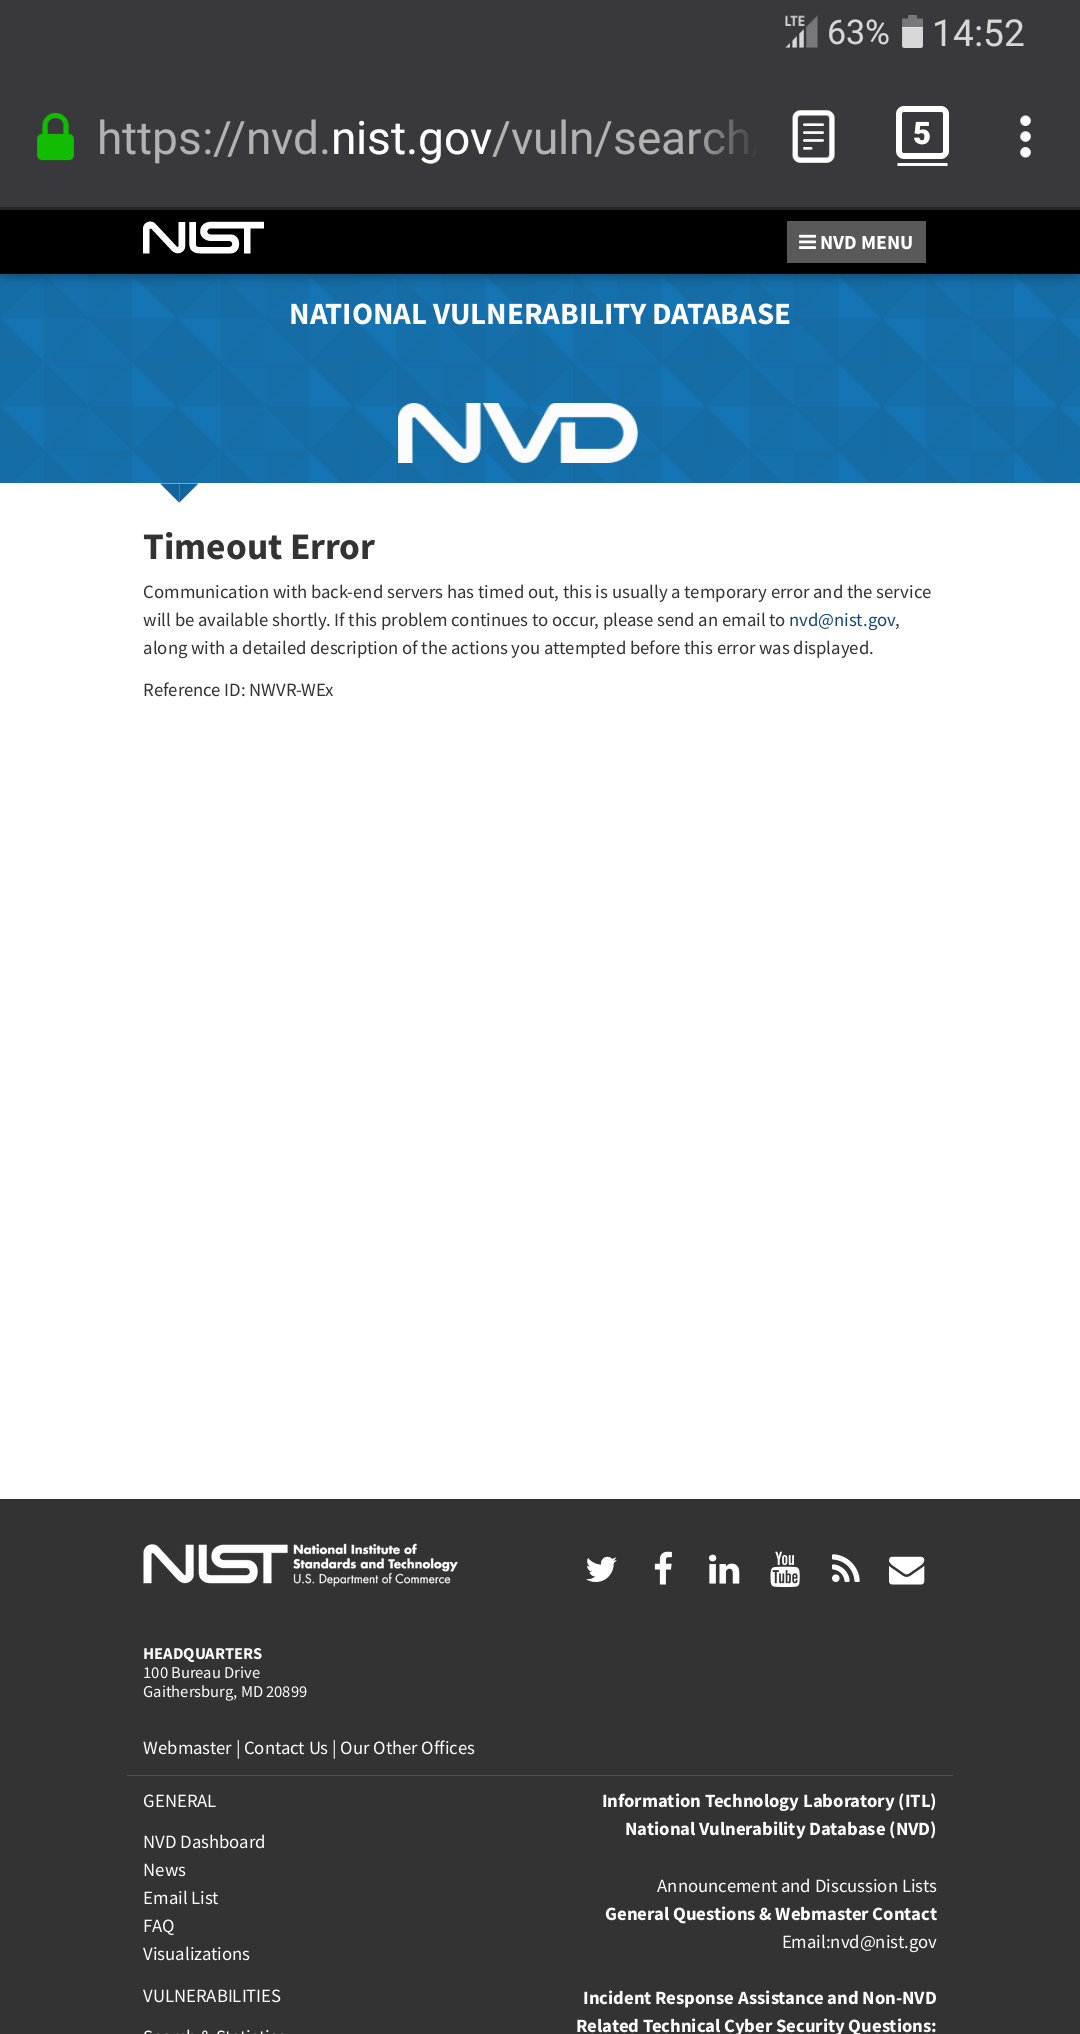 LTE 63% 14:52
https://nvd.nist.gov/vuln/search/ 5
NIST
NVD MENU
NATIONAL VULNERABILITY DATABASE
NVD
Timeout Error
Communication with back-end servers has timed out, this is usually a temporary error and the service
will be available shortly. If this problem continues to occur, please send an email to nvd@nist.gov,
along with a detailed description of the actions you attempted before this error was displayed.
Reference ID: NWVR-WEx
NIST
National Institute of
Standards and Technology
U.S. Department of Commerce
You
Tube
HEADQUARTERS
100 Bureau Drive
Gaithersburg, MD 20899
Webmaster | Contact Us | Our Other Offices
GENERAL
NVD Dashboard
News
Email List
FAQ
Visualizations
VULNERABILITIES
Search & Statistics
Information Technology Laboratory (ITL)
National Vulnerability Database (NVD)
Announcement and Discussion Lists
General Questions & Webmaster Contact
Email:nvd@nist.gov
Incident Response Assistance and Non-NVD
Related Technical Cyber Security Questions: